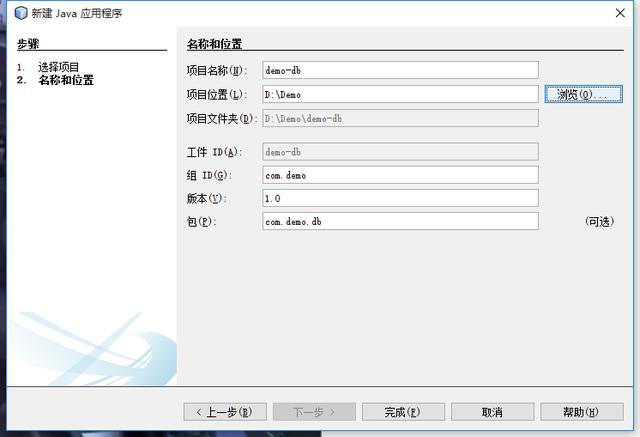 新建 Java 应用程序
步骤
1. 选择项目
2. 名称和位置
名称和位置
项目名称(N): demo-db
项目位置(L): D:\Demo 浏览(O)...
项目文件夹(D): D:\Demo\demo-db
工件 ID(A): demo-db
组 ID(G): com.demo
版本(V): 1.0
包(P): com.demo.db (可选)
< 上一步(B) 下一步 > 完成(F) 取消 帮助(H)